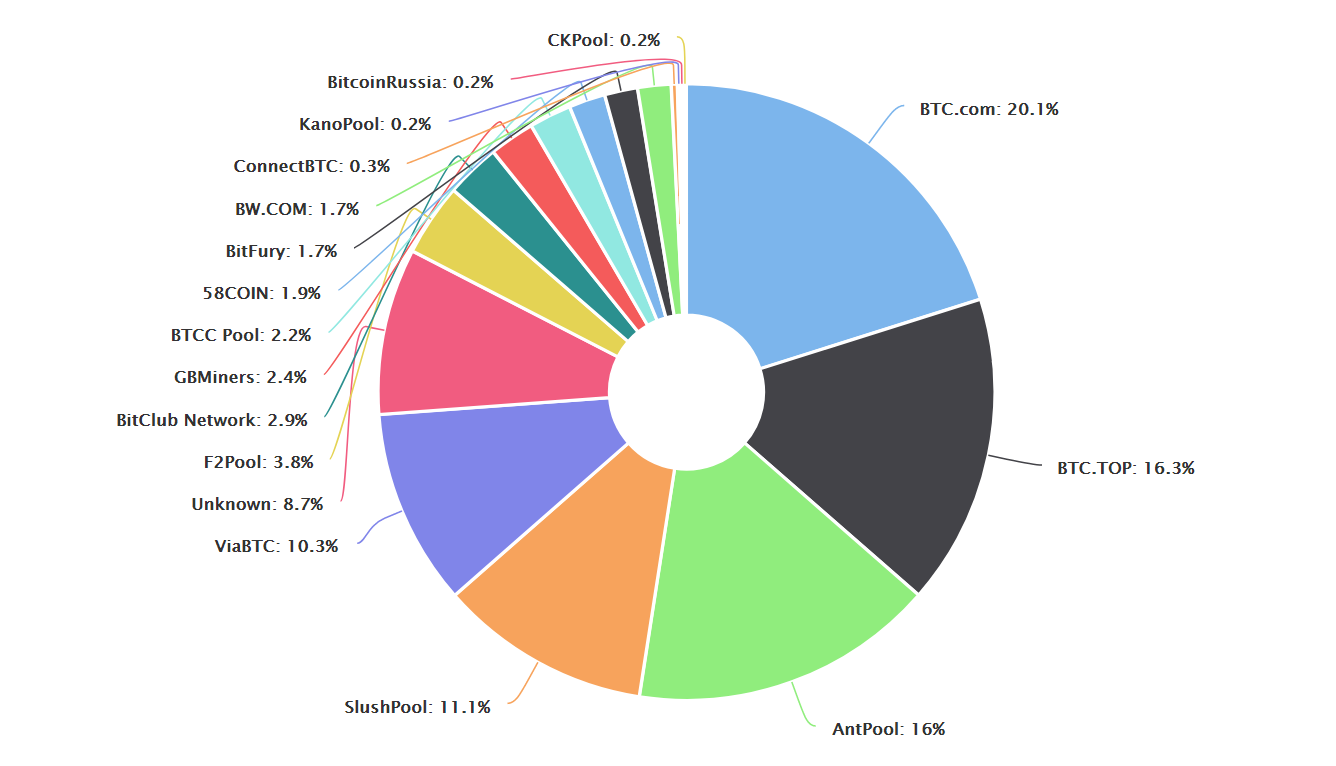 CKPool: 0.2%
BitcoinRussia: 0.2%
BTC.com: 20.1%
KanoPool: 0.2%
ConnectBTC: 0.3%
BW.COM: 1.7%
BitFury: 1.7%
58COIN: 1.9%
BTCC Pool: 2.2%
GBMiners: 2.4%
BitClub Network: 2.9%
F2Pool: 3.8%
BTC.TOP: 16.3%
Unknown: 8.7%
ViaBTC: 10.3%
SlushPool: 11.1%
AntPool: 16%